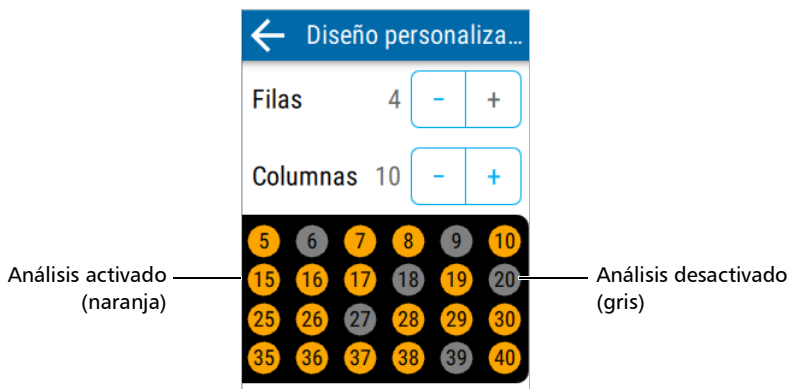 Diseño personaliza...
Filas 4 − +
Columnas 10 − +
5 6 7 8 9 10
15 16 17 18 19 20
25 26 27 28 29 30
35 36 37 38 39 40
Análisis activado
(naranja)
Análisis desactivado
(gris)